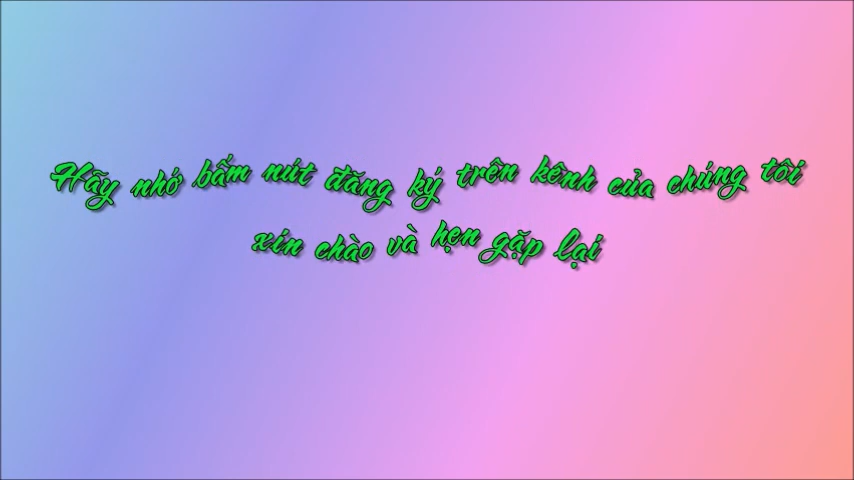 Hãy nhớ bấm nút đăng ký trên kênh của chúng tôi
xin chào và hẹn gặp lại